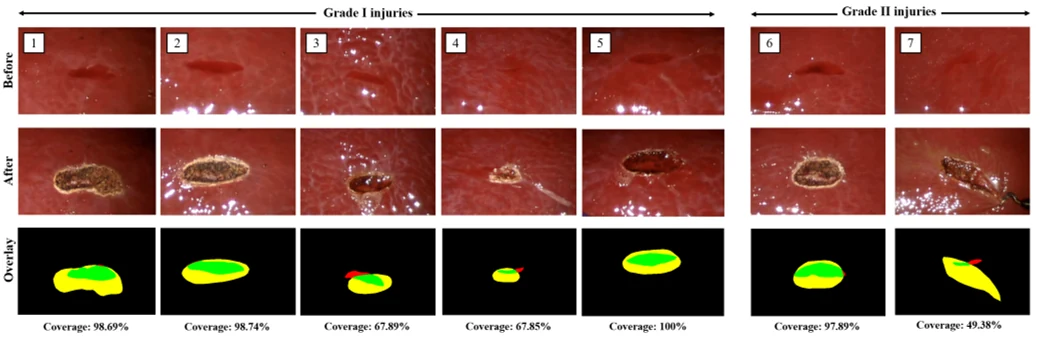 Grade I injuries
Grade II injuries
Before
1
2
3
4
5
6
7
After
Overlay
Coverage: 98.69%
Coverage: 98.74%
Coverage: 67.89%
Coverage: 67.85%
Coverage: 100%
Coverage: 97.89%
Coverage: 49.38%